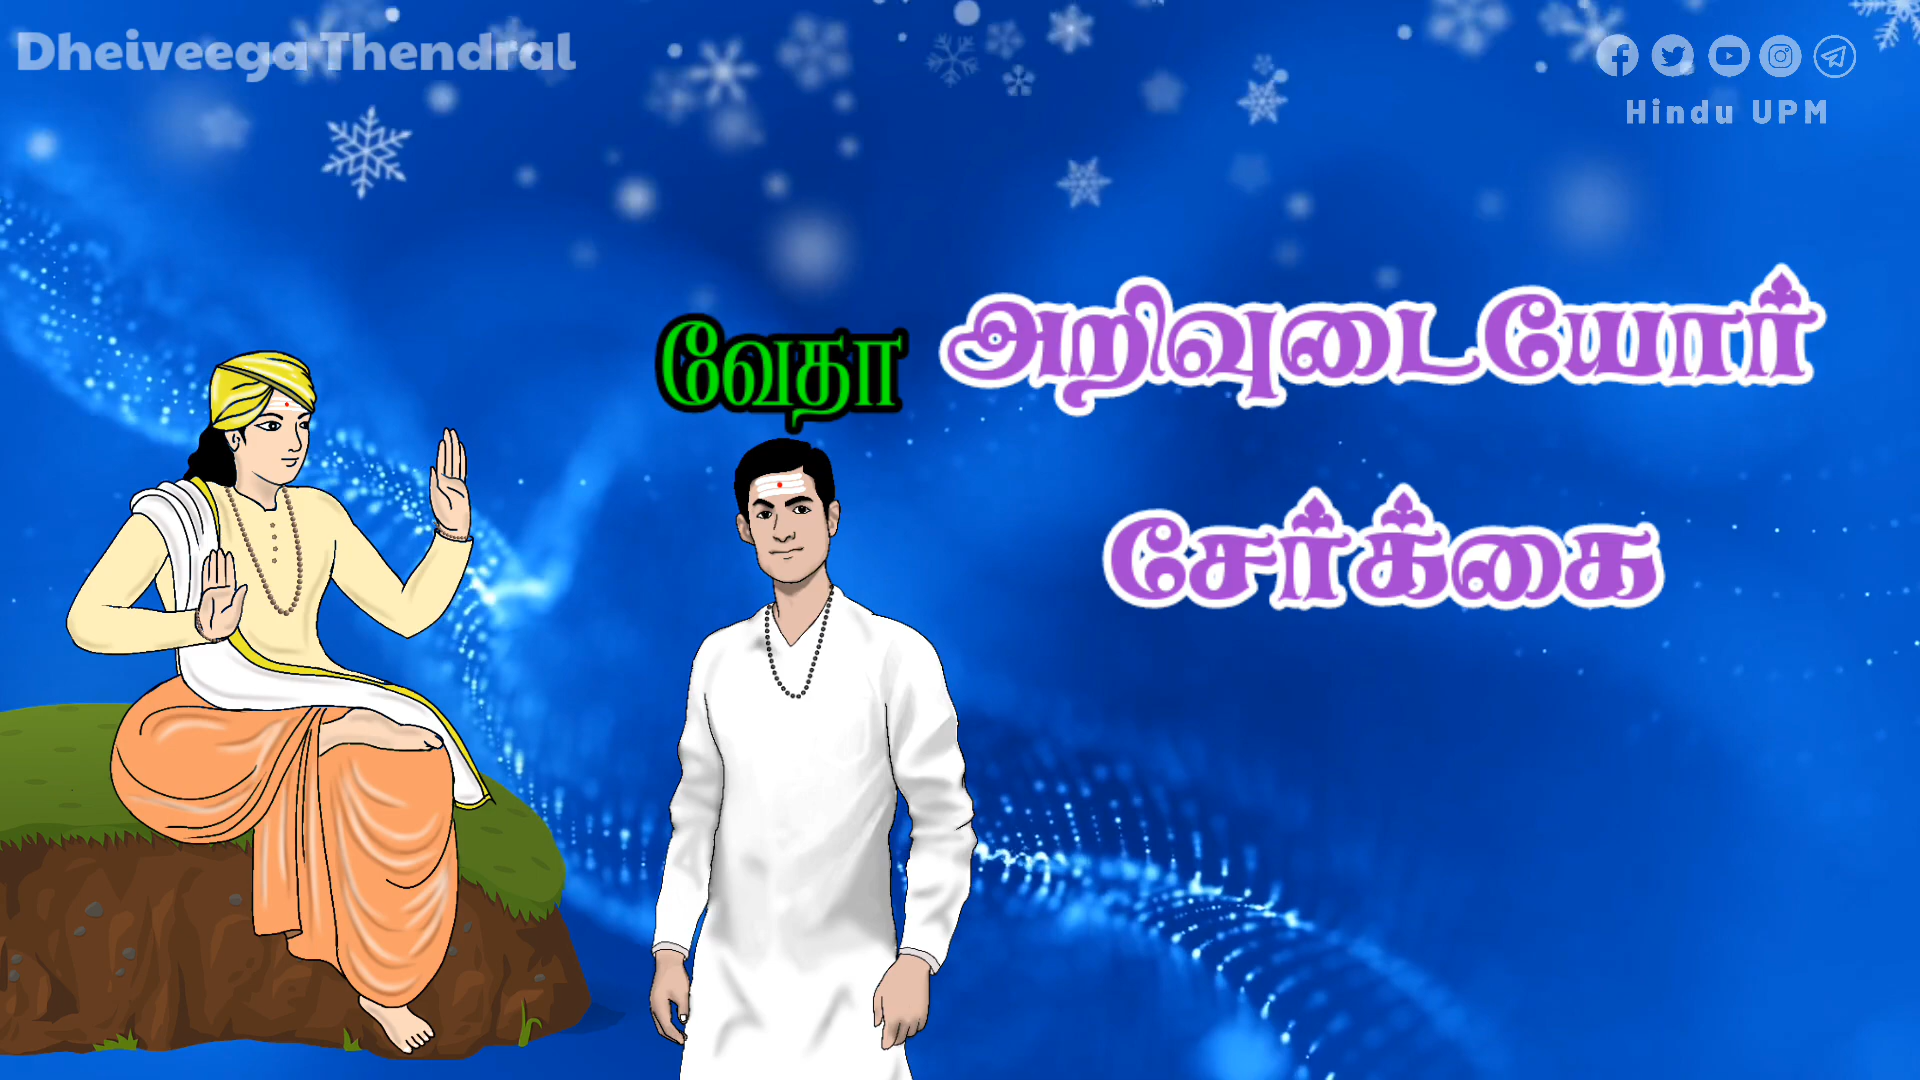 Dheiveega Thendral
Hindu UPM
வேதா
அறிவுடையோர்
சேர்க்கை